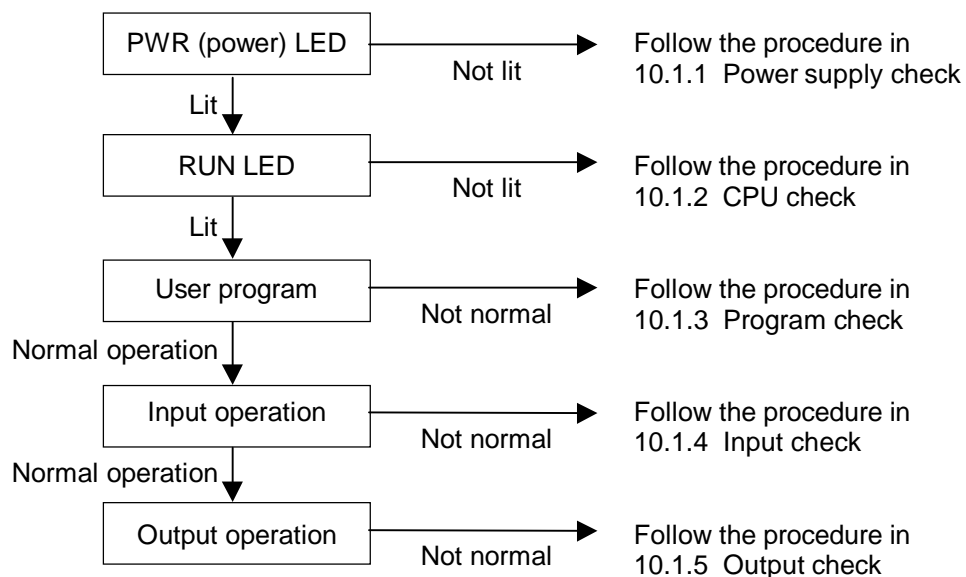 PWR (power) LED
Not lit
Follow the procedure in
10.1.1 Power supply check
Lit
RUN LED
Not lit
Follow the procedure in
10.1.2 CPU check
Lit
User program
Not normal
Follow the procedure in
10.1.3 Program check
Normal operation
Input operation
Not normal
Follow the procedure in
10.1.4 Input check
Normal operation
Output operation
Not normal
Follow the procedure in
10.1.5 Output check